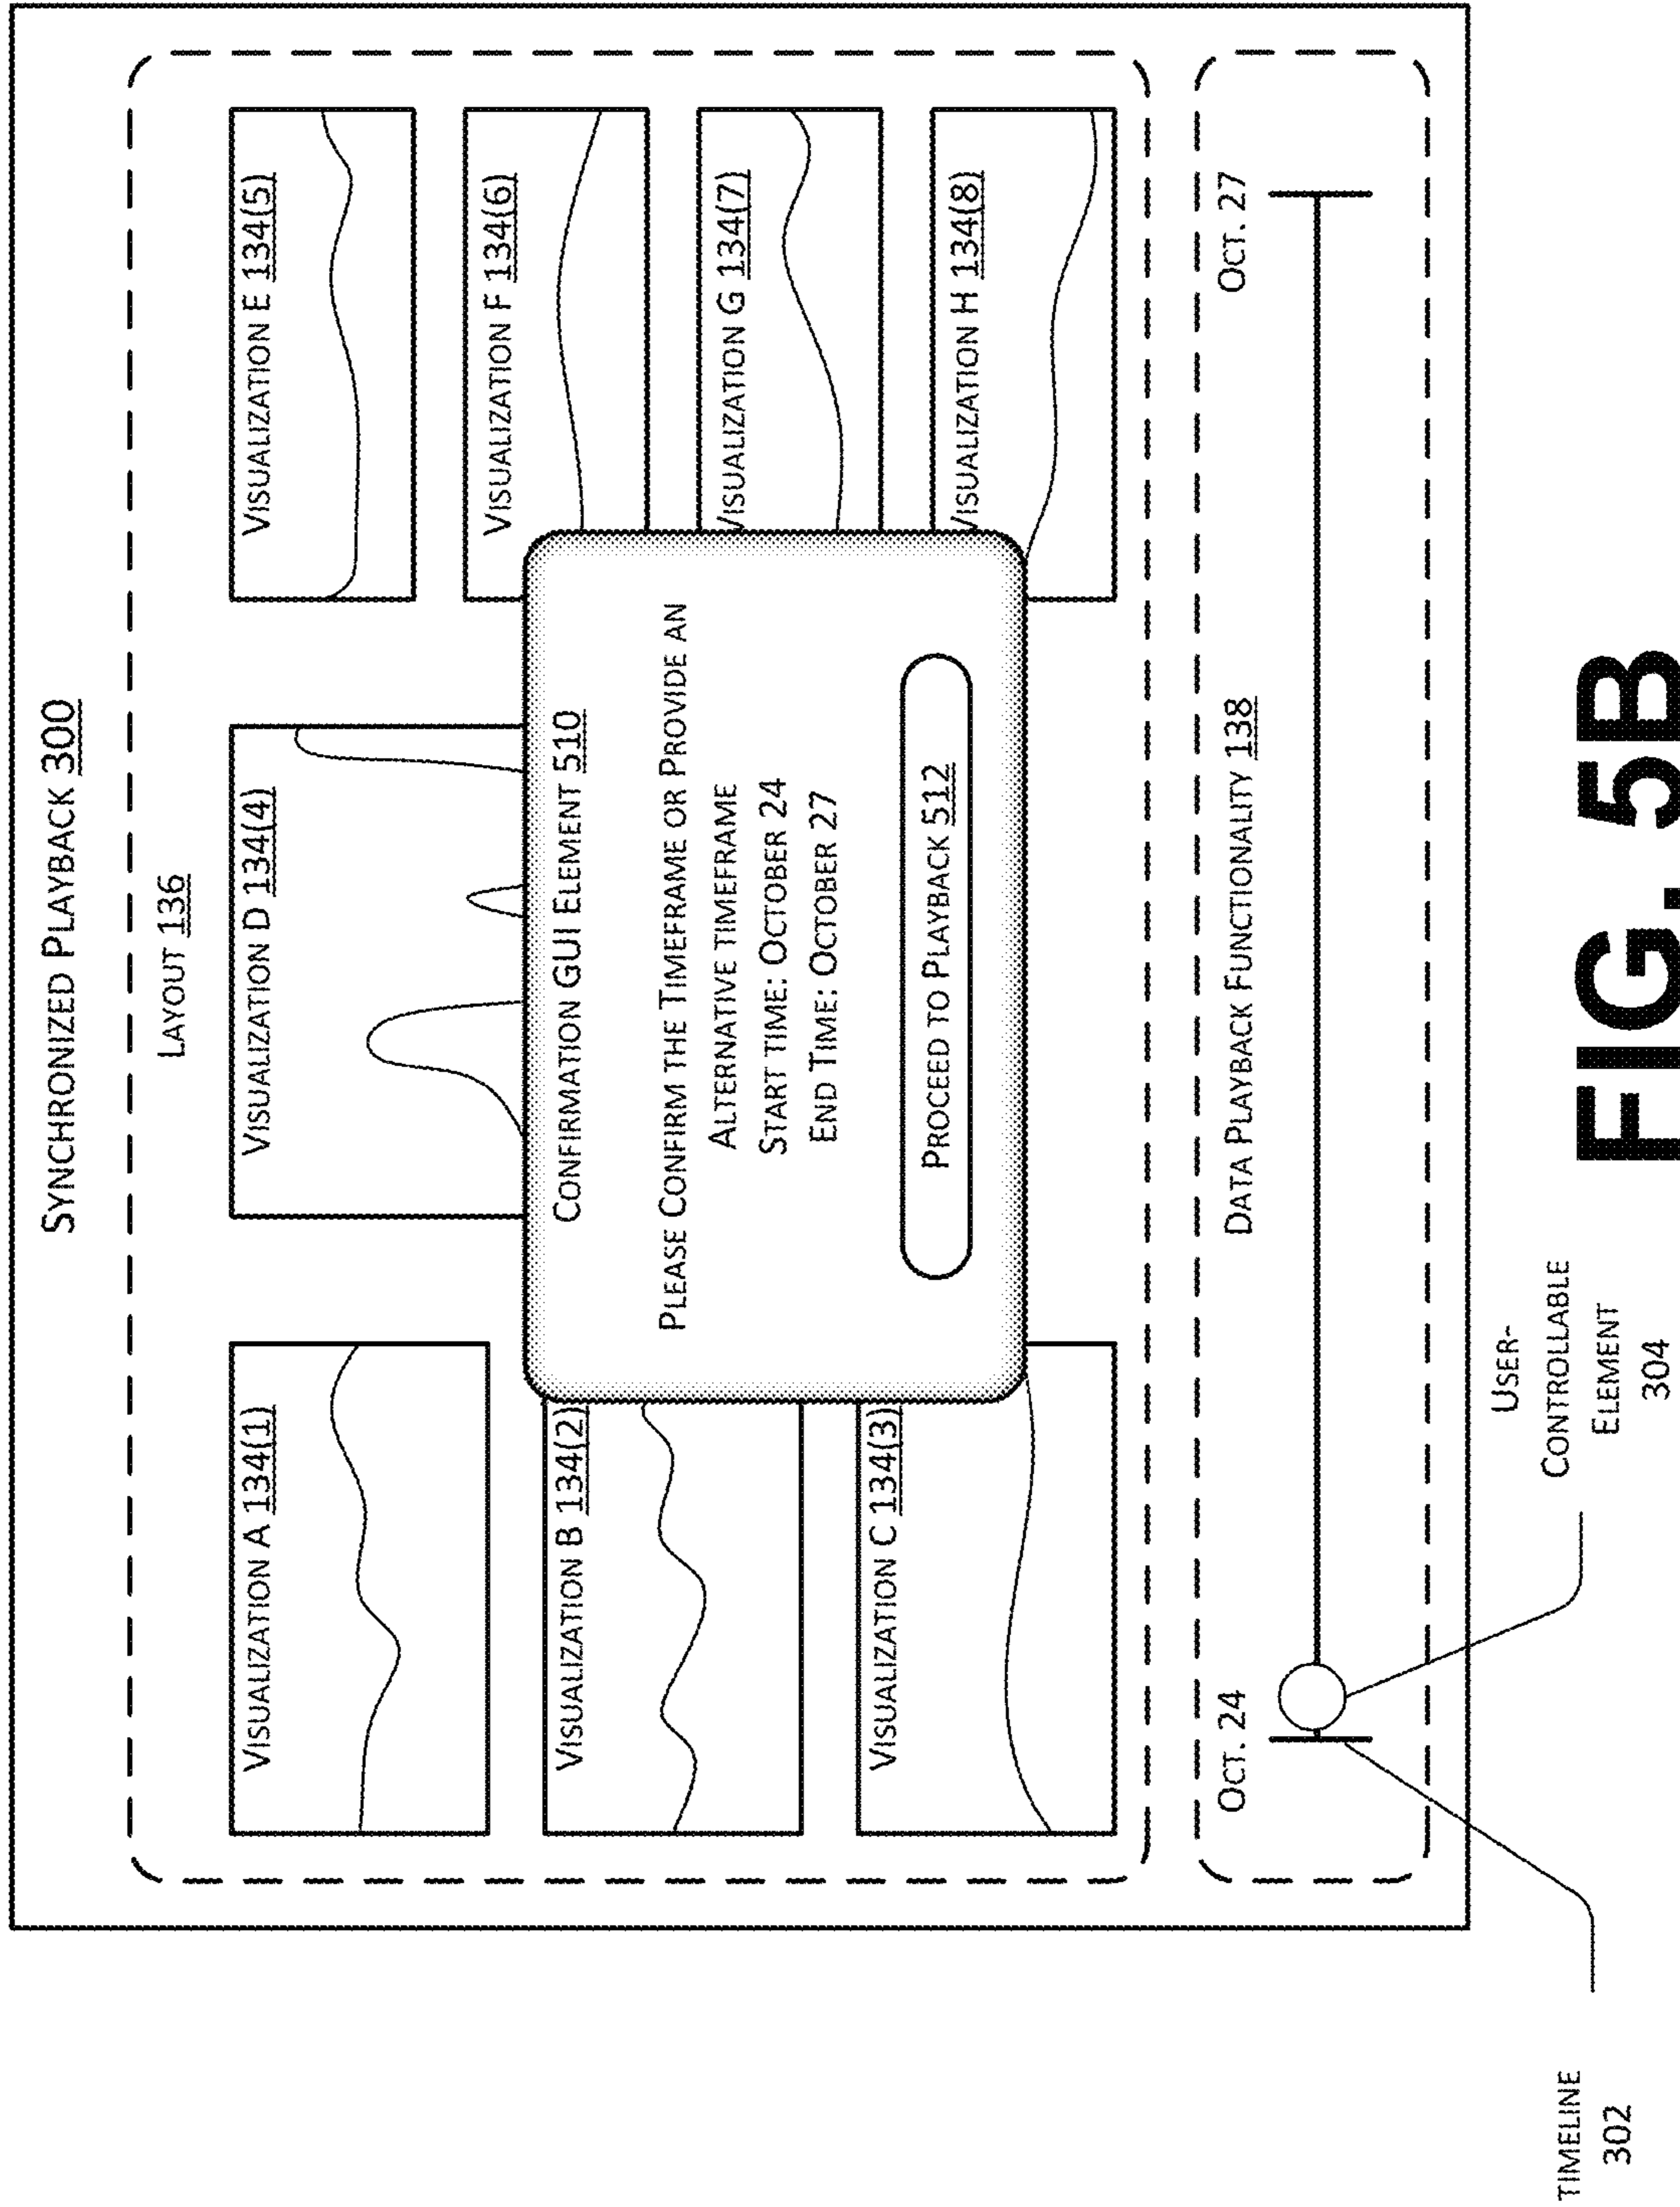 SYNCHRONIZED PLAYBACK 300
LAYOUT 136
VISUALIZATION A 134(1)
VISUALIZATION B 134(2)
VISUALIZATION C 134(3)
VISUALIZATION D 134(4)
VISUALIZATION E 134(5)
VISUALIZATION F 134(6)
VISUALIZATION G 134(7)
VISUALIZATION H 134(8)
CONFIRMATION GUI ELEMENT 510
PLEASE CONFIRM THE TIMEFRAME OR PROVIDE AN
ALTERNATIVE TIMEFRAME
START TIME: OCTOBER 24
END TIME: OCTOBER 27
PROCEED TO PLAYBACK 512
DATA PLAYBACK FUNCTIONALITY 138
OCT. 24
OCT. 27
TIMELINE
302
USER-
CONTROLLABLE
ELEMENT
304
FIG. 5B